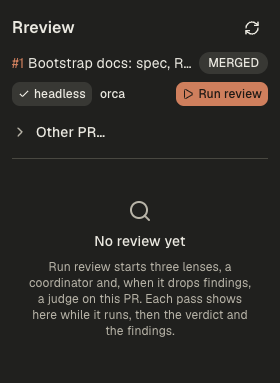 Rreview
#1 Bootstrap docs: spec, R... MERGED
headless orca Run review
Other PR...
No review yet
Run review starts three lenses, a
coordinator and, when it drops findings,
a judge on this PR. Each pass shows
here while it runs, then the verdict and
the findings.